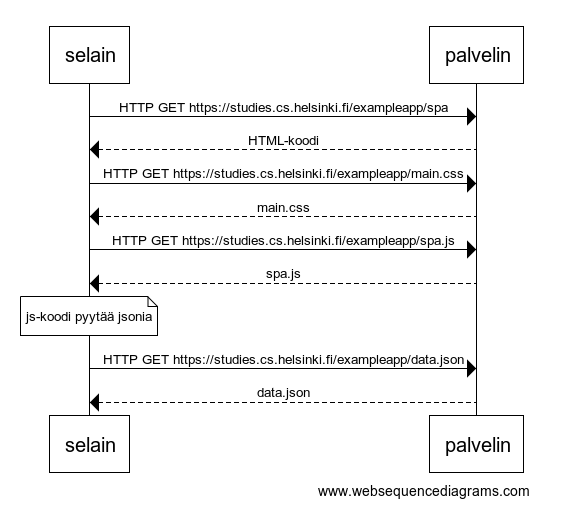 selain palvelin
HTTP GET https://studies.cs.helsinki.fi/exampleapp/spa
HTML-koodi
HTTP GET https://studies.cs.helsinki.fi/exampleapp/main.css
main.css
HTTP GET https://studies.cs.helsinki.fi/exampleapp/spa.js
spa.js
js-koodi pyytää jsonia
HTTP GET https://studies.cs.helsinki.fi/exampleapp/data.json
data.json
selain palvelin
www.websequencediagrams.com